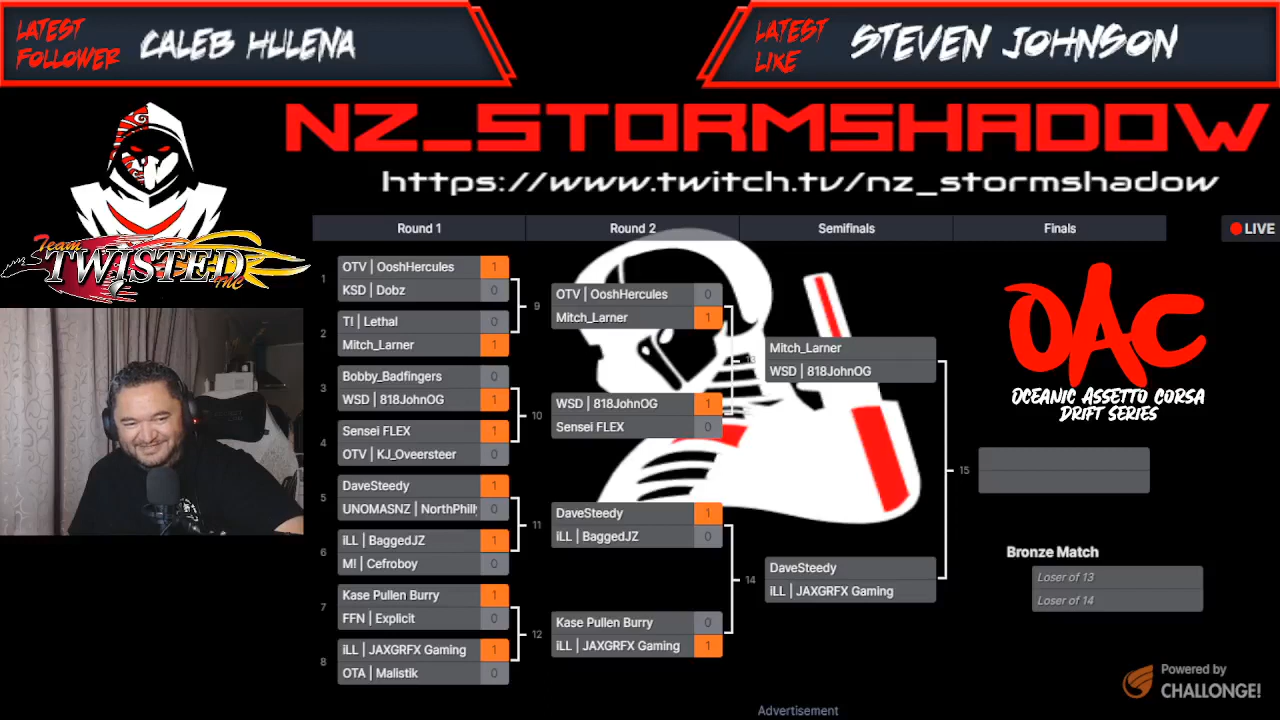 LATEST FOLLOWER
CALEB HULENA
LATEST LIKE
STEVEN JOHNSON
NZ_STORMSHADOW
https://www.twitch.tv/nz_stormshadow
Team
TWISTED
INC
Round 1
Round 2
Semifinals
Finals
LIVE
1
OTV | OoshHercules 1
KSD | Dobz 0
2
T! | Lethal 0
Mitch_Larner 1
3
Bobby_Badfingers 0
WSD | 818JohnOG 1
4
Sensei FLEX 1
OTV | KJ_Oveersteer 0
5
DaveSteedy 1
UNOMASNZ | NorthPhill 0
6
iLL | BaggedJZ 1
M! | Cefroboy 0
7
Kase Pullen Burry 1
FFN | Explicit 0
8
iLL | JAXGRFX Gaming 1
OTA | Malistik 0
9
OTV | OoshHercules 0
Mitch_Larner 1
10
WSD | 818JohnOG 1
Sensei FLEX 0
11
DaveSteedy 1
iLL | BaggedJZ 0
12
Kase Pullen Burry 0
iLL | JAXGRFX Gaming 1
13
Mitch_Larner
WSD | 818JohnOG
14
DaveSteedy
iLL | JAXGRFX Gaming
15
OAC
OCEANIC ASSETTO CORSA
DRIFT SERIES
Bronze Match
Loser of 13
Loser of 14
Powered by
CHALLONGE!
Advertisement